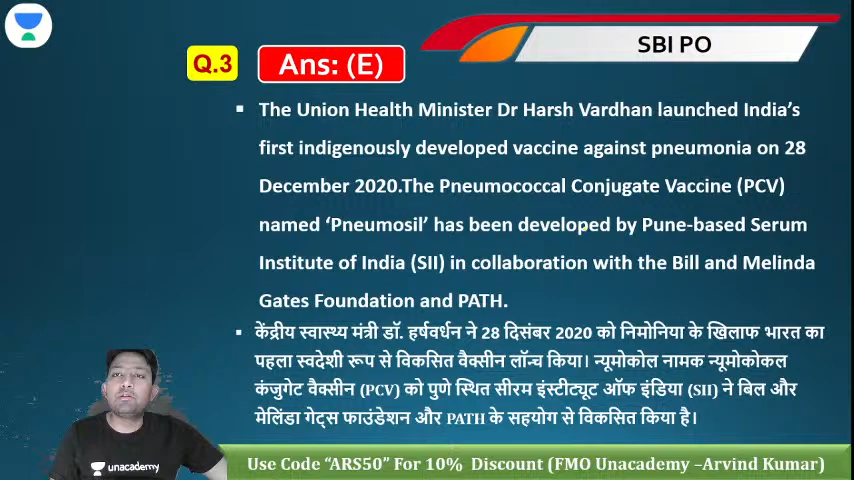 SBI PO
Q.3
Ans: (E)
▪ The Union Health Minister Dr Harsh Vardhan launched India's
first indigenously developed vaccine against pneumonia on 28
December 2020.The Pneumococcal Conjugate Vaccine (PCV)
named ‘Pneumosil’ has been developed by Pune-based Serum
Institute of India (SII) in collaboration with the Bill and Melinda
Gates Foundation and PATH.
▪ केंद्रीय स्वास्थ्य मंत्री डॉ. हर्षवर्धन ने 28 दिसंबर 2020 को निमोनिया के खिलाफ भारत का
पहला स्वदेशी रूप से विकसित वैक्सीन लॉन्च किया। न्यूमोकोल नामक न्यूमोकोकल
कंजुगेट वैक्सीन (PCV) को पुणे स्थित सीरम इंस्टीट्यूट ऑफ इंडिया (SII) ने बिल और
मेलिंडा गेट्स फाउंडेशन और PATH के सहयोग से विकसित किया है।
unacademy
Use Code “ARS50” For 10% Discount (FMO Unacademy –Arvind Kumar)